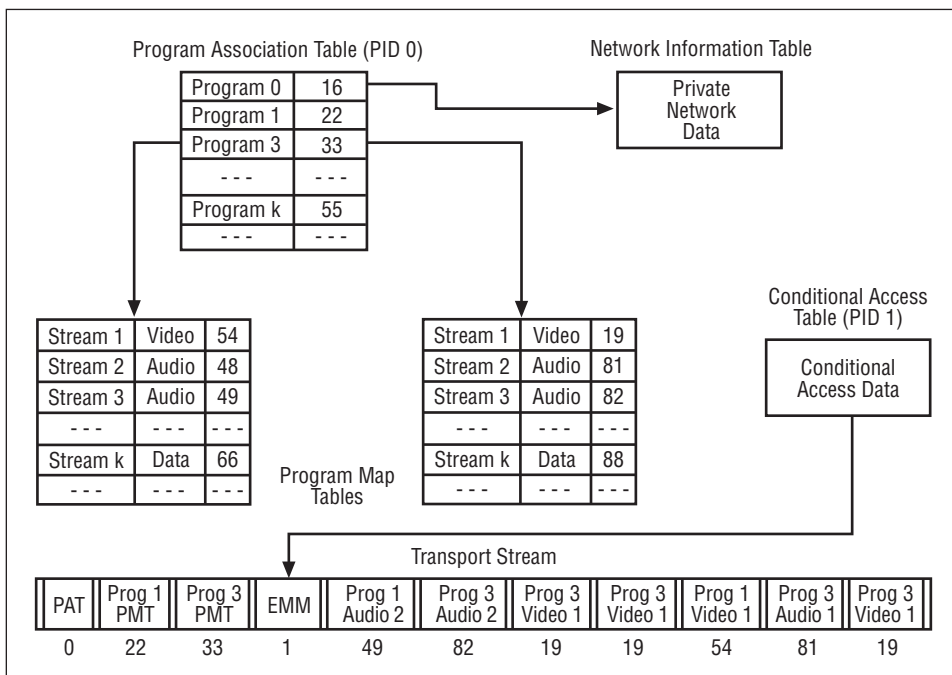 Program Association Table (PID 0)
Program 0 16
Program 1 22
Program 3 33
- - - - - -
Program k 55
- - - - - -
Network Information Table
Private
Network
Data
Stream 1 Video 54
Stream 2 Audio 48
Stream 3 Audio 49
- - - - - - - - -
Stream k Data 66
- - - - - - - - -
Program Map
Tables
Stream 1 Video 19
Stream 2 Audio 81
Stream 3 Audio 82
- - - - - - - - -
Stream k Data 88
- - - - - - - - -
Conditional Access
Table (PID 1)
Conditional
Access Data
Transport Stream
PAT
Prog 1
PMT
Prog 3
PMT
EMM
Prog 1
Audio 2
Prog 3
Audio 2
Prog 3
Video 1
Prog 3
Video 1
Prog 1
Video 1
Prog 3
Audio 1
Prog 3
Video 1
0 22 33 1 49 82 19 19 54 81 19